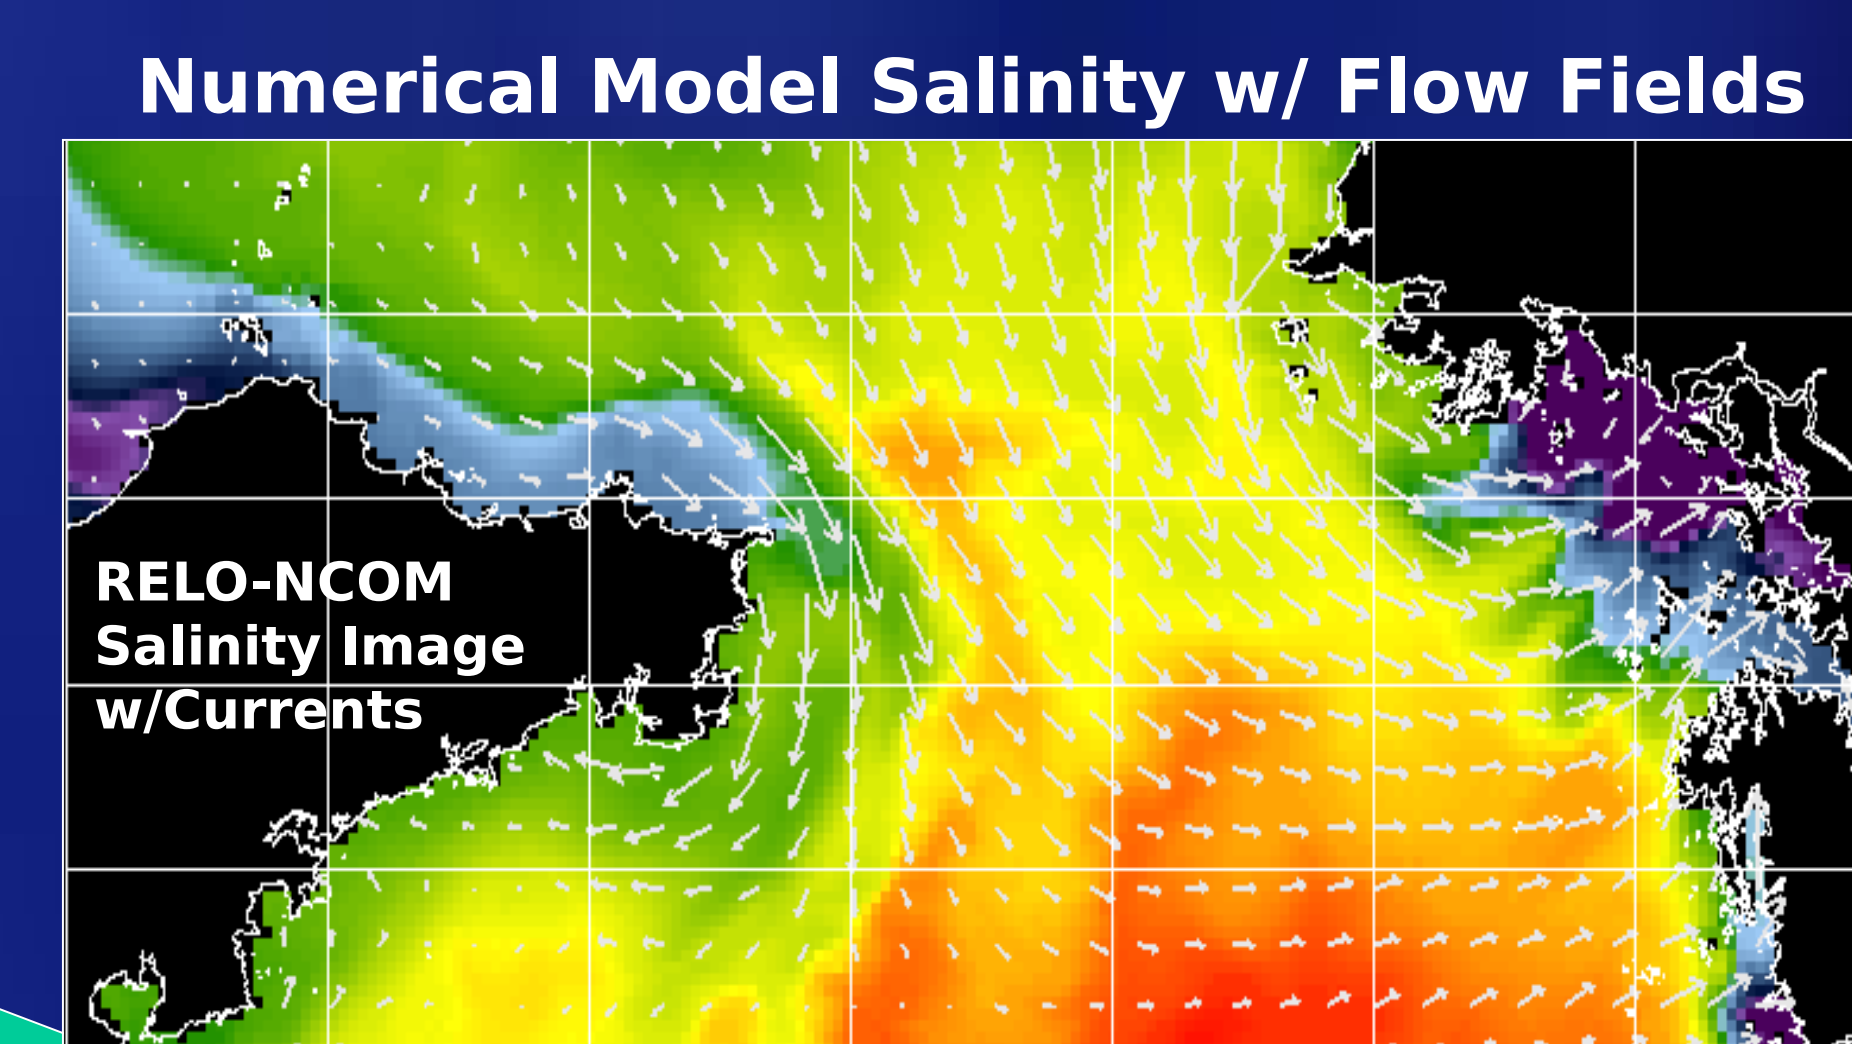 Numerical Model Salinity w/ Flow Fields
RELO-NCOM
Salinity Image
w/Currents